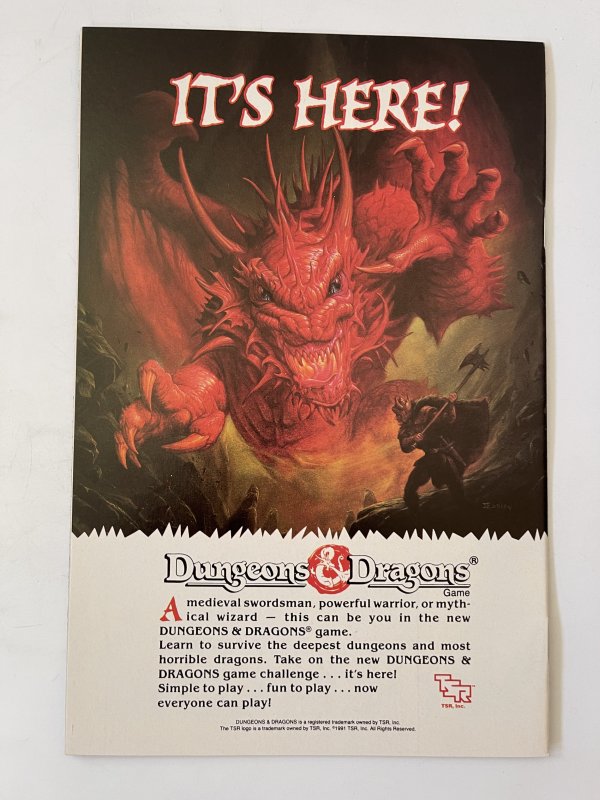 IT'S HERE!
JEasley
Dungeons & Dragons®
Game
A medieval swordsman, powerful warrior, or myth-
ical wizard — this can be you in the new
DUNGEONS & DRAGONS® game.
Learn to survive the deepest dungeons and most
horrible dragons. Take on the new DUNGEONS &
DRAGONS game challenge . . . it's here!
Simple to play . . . fun to play . . . now
everyone can play!
TSR
TSR, Inc.
DUNGEONS & DRAGONS is a registered trademark owned by TSR, Inc.
The TSR logo is a trademark owned by TSR, Inc. ©1991 TSR, Inc. All Rights Reserved.